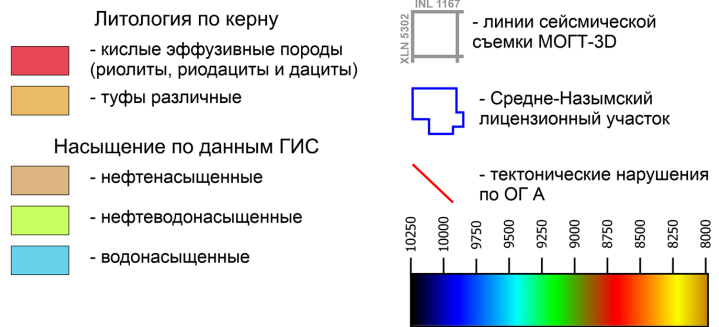 Литология по керну
- кислые эффузивные породы
(риолиты, риодациты и дациты)
- туфы различные
Насыщение по данным ГИС
- нефтенасыщенные
- нефтеводонасыщенные
- водонасыщенные
INL 1167
XLN 5302
- линии сейсмической
съемки МОГТ-3D
- Средне-Назымский
лицензионный участок
- тектонические нарушения
по ОГ А
10250
10000
9750
9500
9250
9000
8750
8500
8250
8000